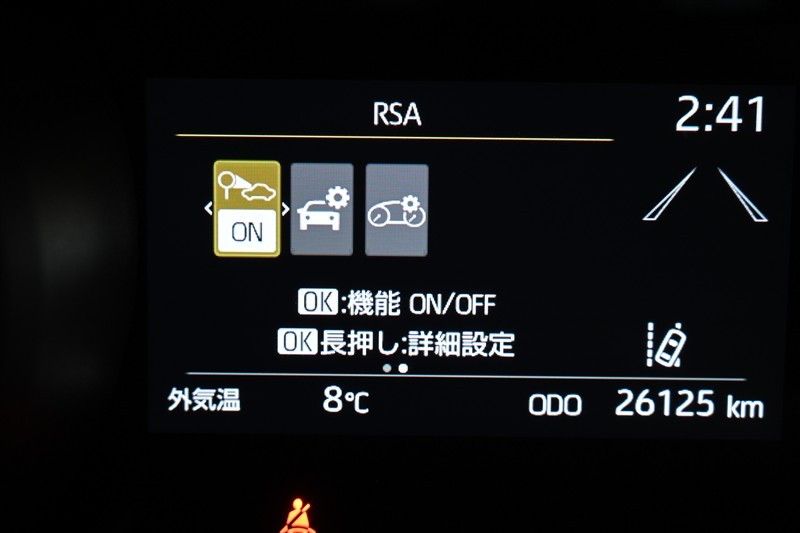 RSA
2:41
ON
OK:機能 ON/OFF
OK長押し:詳細設定
外気温 8℃ ODO 26125 km